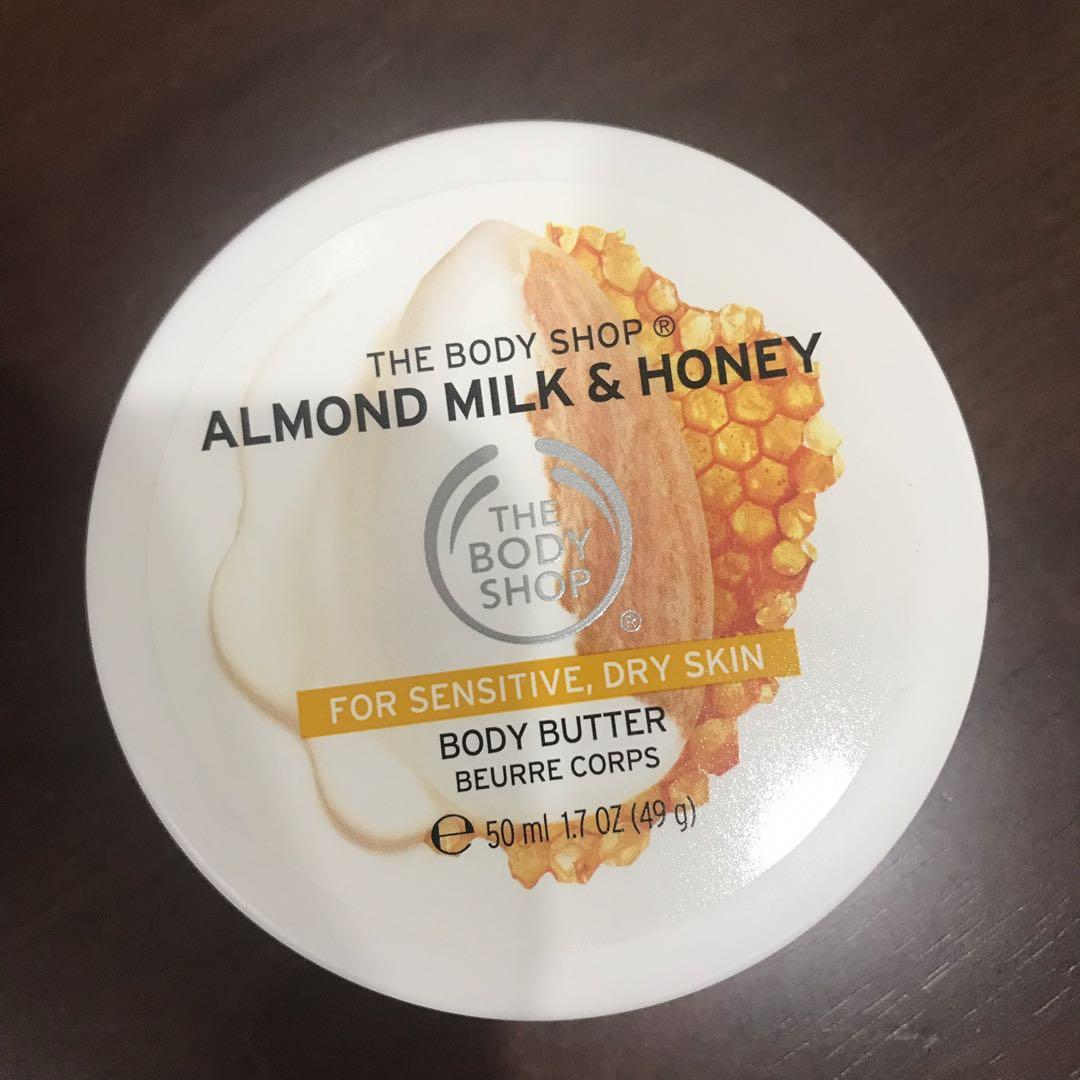 THE BODY SHOP ®
ALMOND MILK & HONEY
THE
BODY
SHOP
®
FOR SENSITIVE, DRY SKIN
BODY BUTTER
BEURRE CORPS
℮ 50 ml 1.7 OZ (49 g)